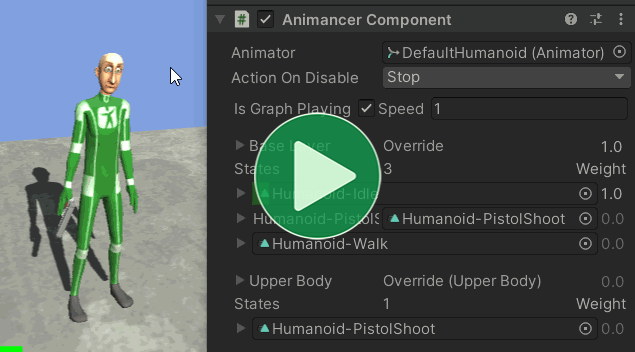 Animancer Component
Animator DefaultHumanoid (Animator)
Action On Disable Stop
Is Graph Playing Speed 1
Base Layer Override 1.0
States 3 Weight
Humanoid-Idle 1.0
Humanoid-PistolS Humanoid-PistolShoot 0.0
Humanoid-Walk 0.0
Upper Body Override (Upper Body) 0.0
States 1 Weight
Humanoid-PistolShoot 0.0